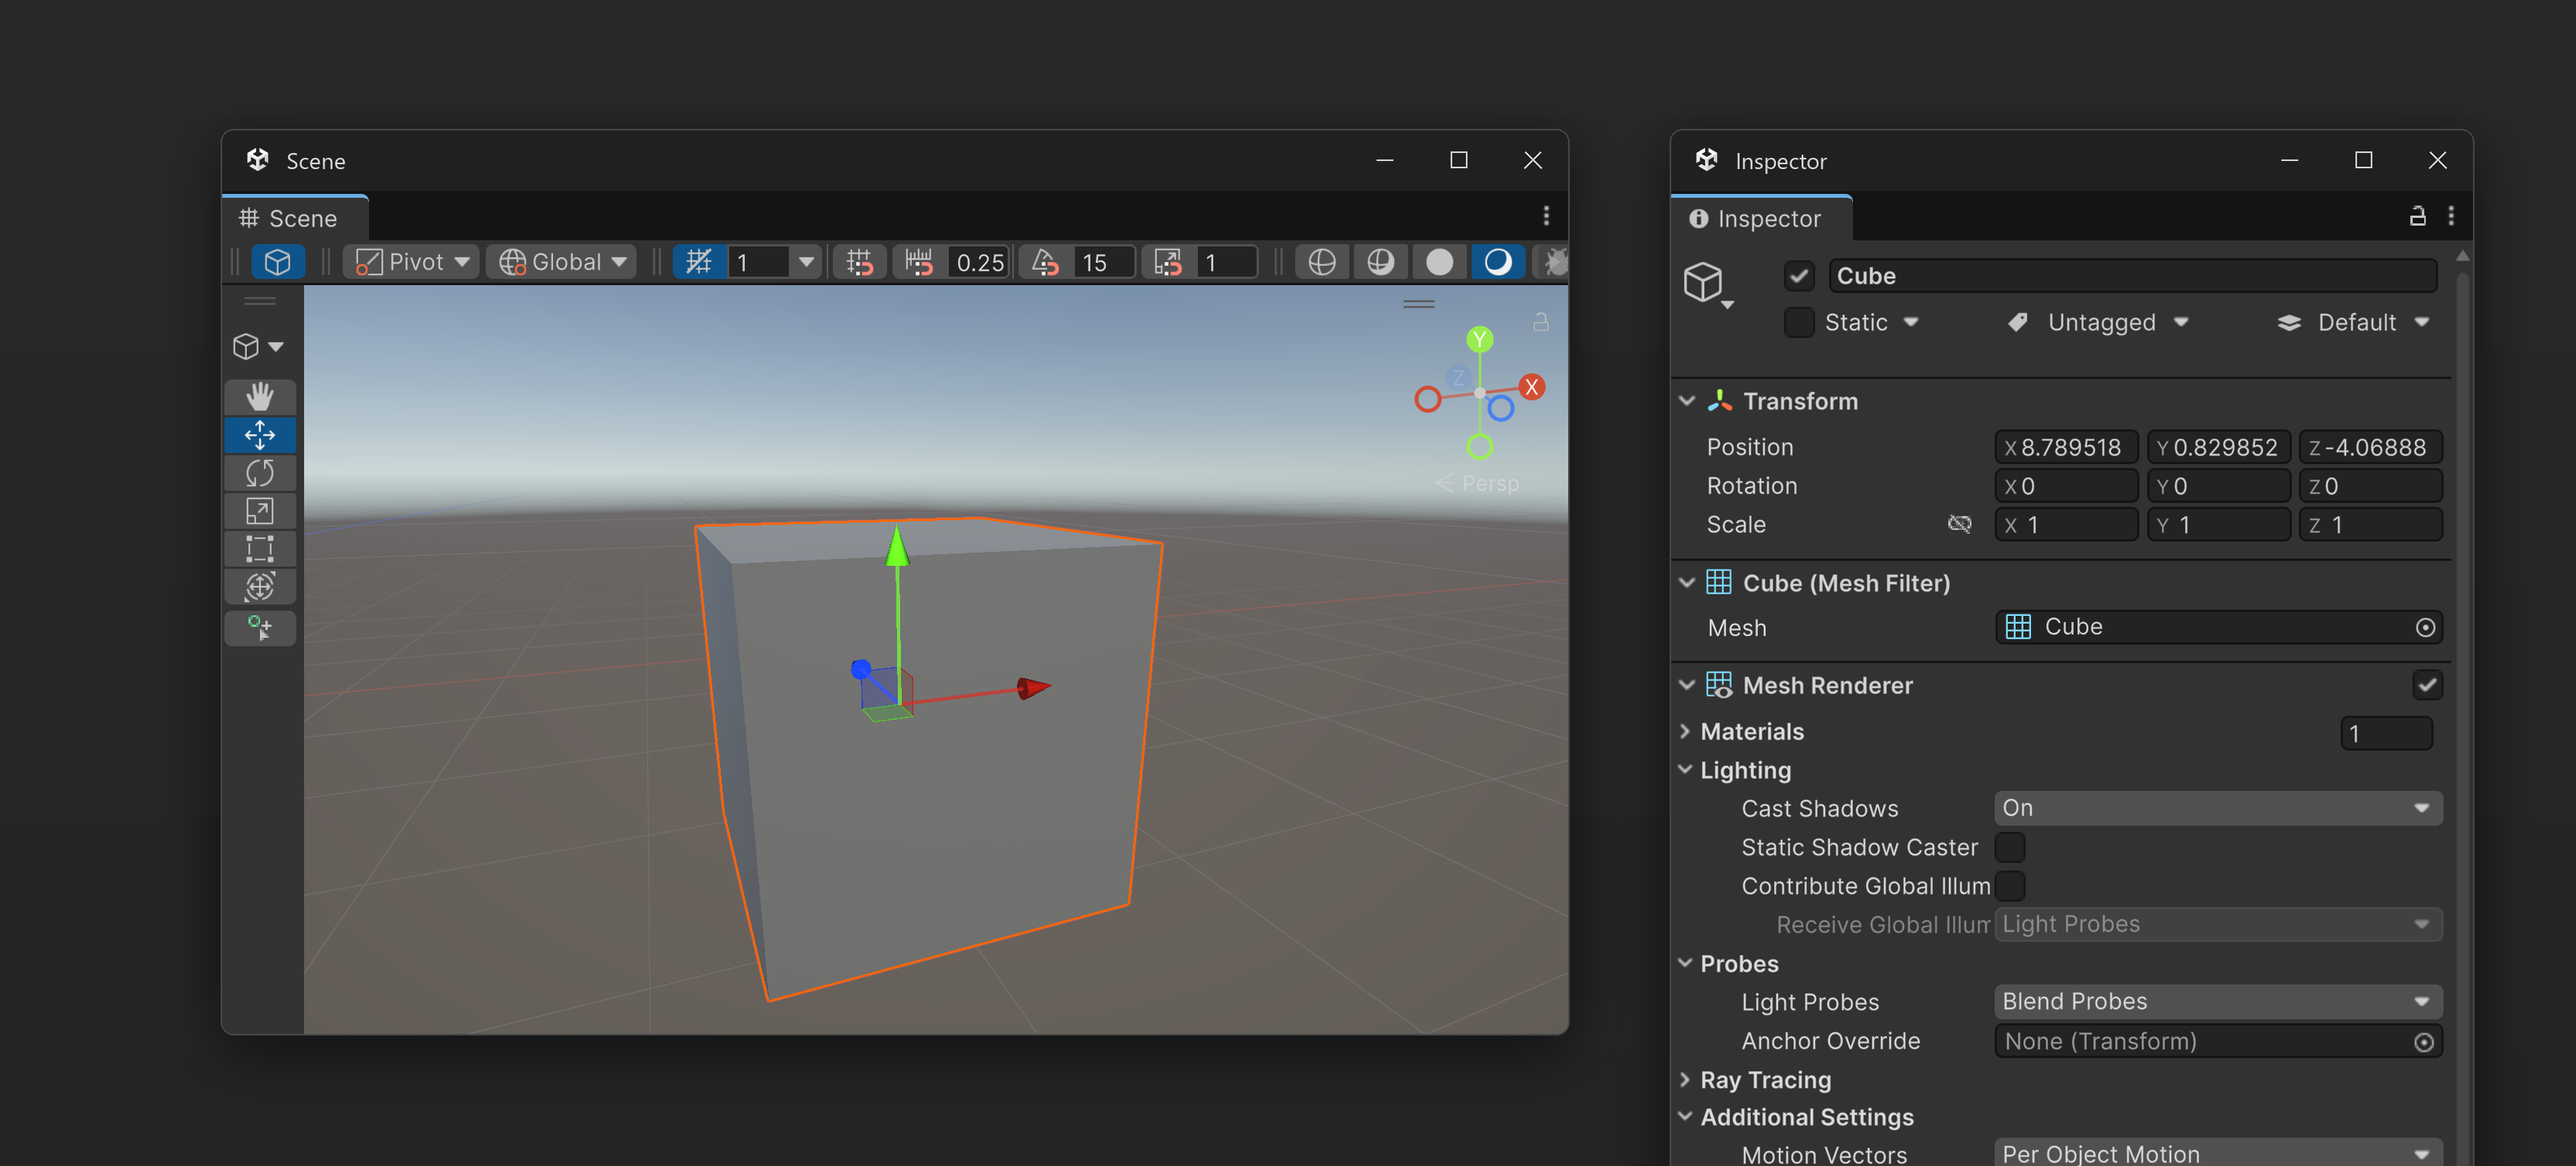 Scene
Scene
Pivot Global 1 0.25 15 1
Y
Z X
Persp
Inspector
Inspector
Cube
Static Untagged Default
Transform
Position X 8.789518 Y 0.829852 Z -4.06888
Rotation X 0 Y 0 Z 0
Scale X 1 Y 1 Z 1
Cube (Mesh Filter)
Mesh Cube
Mesh Renderer
Materials 1
Lighting
Cast Shadows On
Static Shadow Caster
Contribute Global Illum
Receive Global Illum Light Probes
Probes
Light Probes Blend Probes
Anchor Override None (Transform)
Ray Tracing
Additional Settings
Motion Vectors Per Object Motion